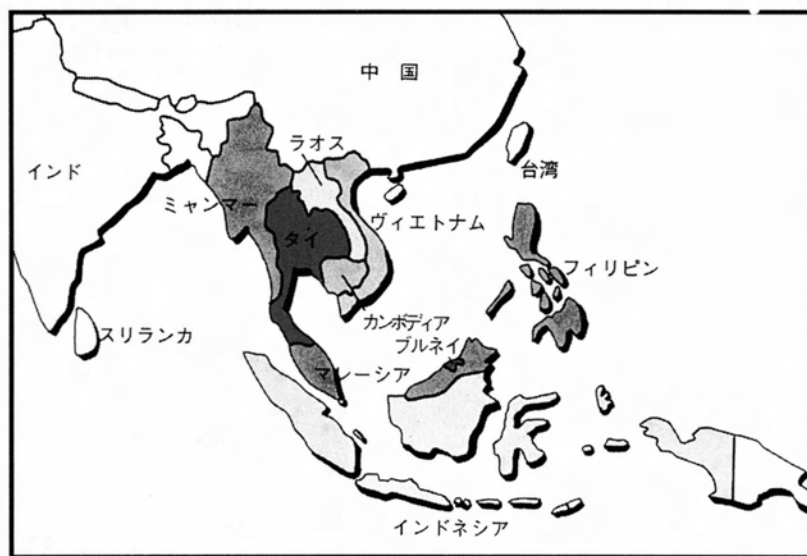 中国
ラオス
インド
台湾
ミャンマー
ヴィエトナム
タイ
フィリピン
カンボディア
スリランカ
ブルネイ
マレーシア
インドネシア